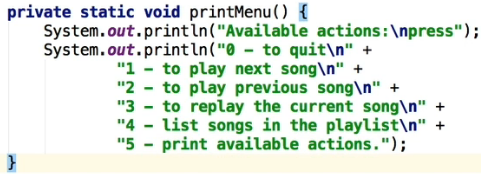 private static void printMenu() {
    System.out.println("Available actions:\npress");
    System.out.println("0 – to quit\n" +
            "1 – to play next song\n" +
            "2 – to play previous song\n" +
            "3 – to replay the current song\n" +
            "4 – list songs in the playlist\n" +
            "5 – print available actions.");
}